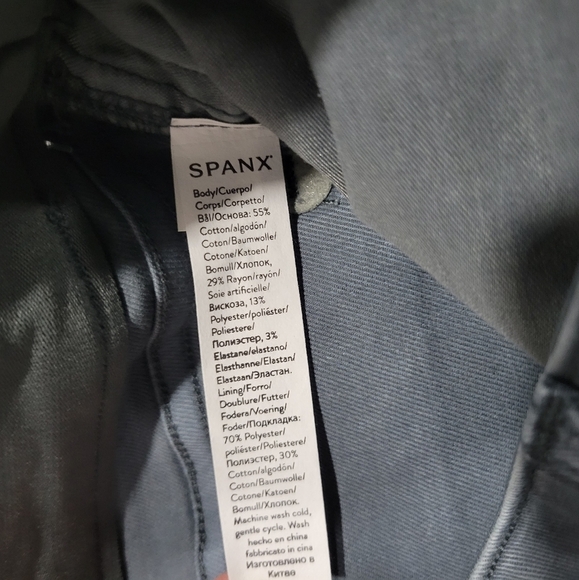 SPANX®
Body/Cuerpo/
Corps/Corpetto/
Bål/Основа: 55%
Cotton/algodón/
Coton/Baumwolle/
Cotone/Katoen/
Bomull/Хлопок,
29% Rayon/rayón/
Soie artificielle/
Вискоза, 13%
Polyester/poliéster/
Poliestere/
Полиэстер, 3%
Elastane/elastano/
Elasthanne/Elastan/
Elastaan/Эластан.
Lining/Forro/
Doublure/Futter/
Fodera/Voering/
Foder/Подкладка:
70% Polyester/
poliéster/Poliestere/
Полиэстер, 30%
Cotton/algodón/
Coton/Baumwolle/
Cotone/Katoen/
Bomull/Хлопок.
Machine wash cold,
gentle cycle. Wash
hecho en china
fabbricato in cina
Изготовлено в
Китае